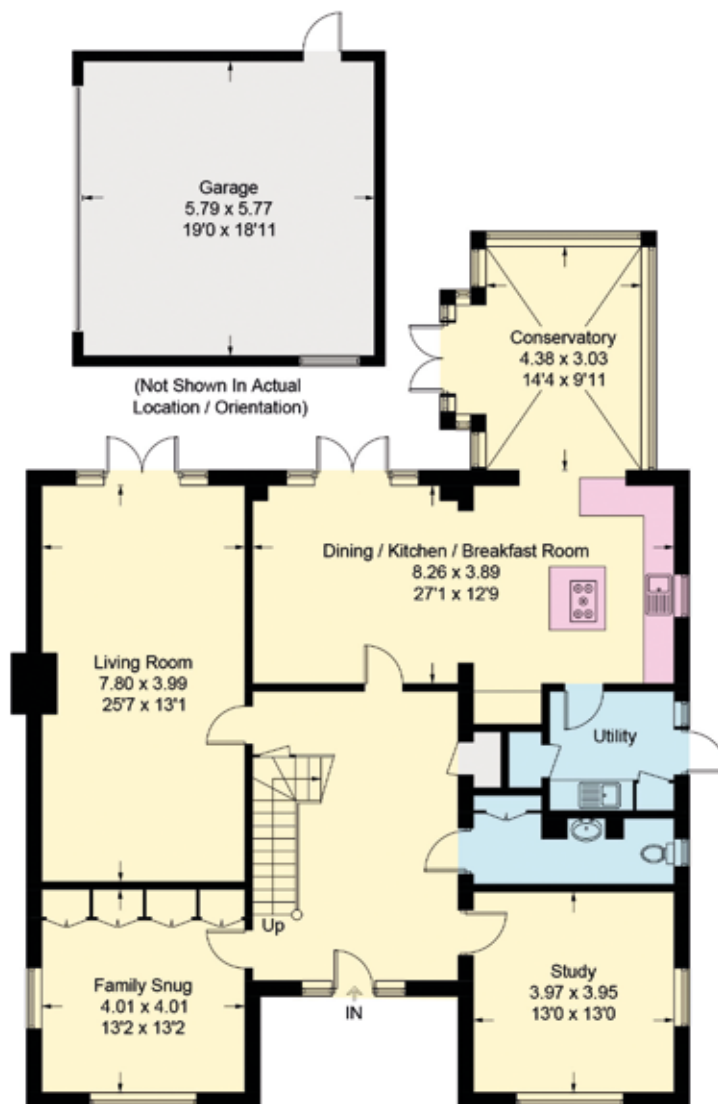 Garage
5.79 x 5.77
19'0 x 18'11
(Not Shown In Actual
Location / Orientation)
Conservatory
4.38 x 3.03
14'4 x 9'11
Dining / Kitchen / Breakfast Room
8.26 x 3.89
27'1 x 12'9
Living Room
7.80 x 3.99
25'7 x 13'1
Utility
Up
Family Snug
4.01 x 4.01
13'2 x 13'2
IN
Study
3.97 x 3.95
13'0 x 13'0